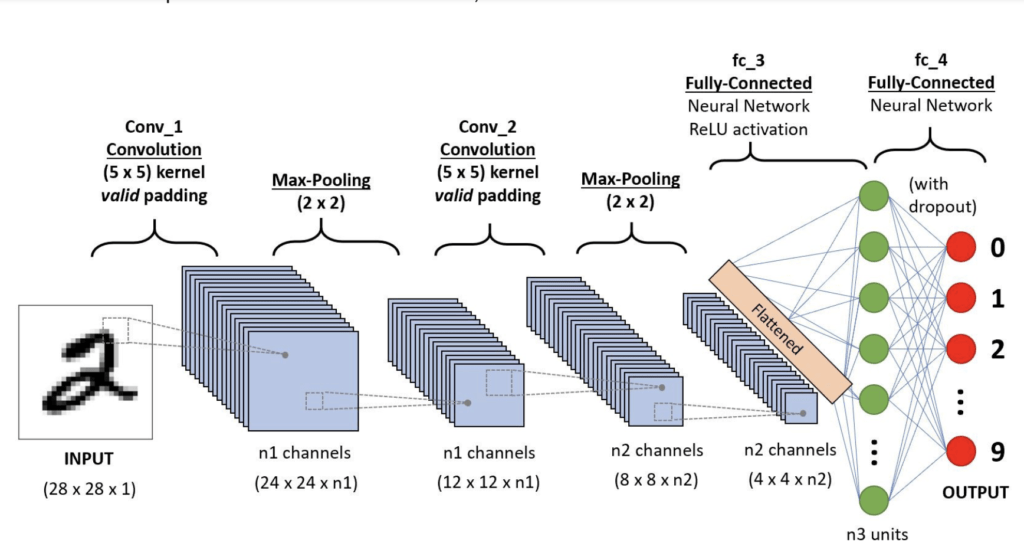 Conv_1
Convolution
(5 x 5) kernel
valid padding
Max-Pooling
(2 x 2)
Conv_2
Convolution
(5 x 5) kernel
valid padding
Max-Pooling
(2 x 2)
fc_3
Fully-Connected
Neural Network
ReLU activation
fc_4
Fully-Connected
Neural Network
(with
dropout)
Flattened
0
1
2
9
OUTPUT
2
INPUT
(28 x 28 x 1)
n1 channels
(24 x 24 x n1)
n1 channels
(12 x 12 x n1)
n2 channels
(8 x 8 x n2)
n2 channels
(4 x 4 x n2)
n3 units